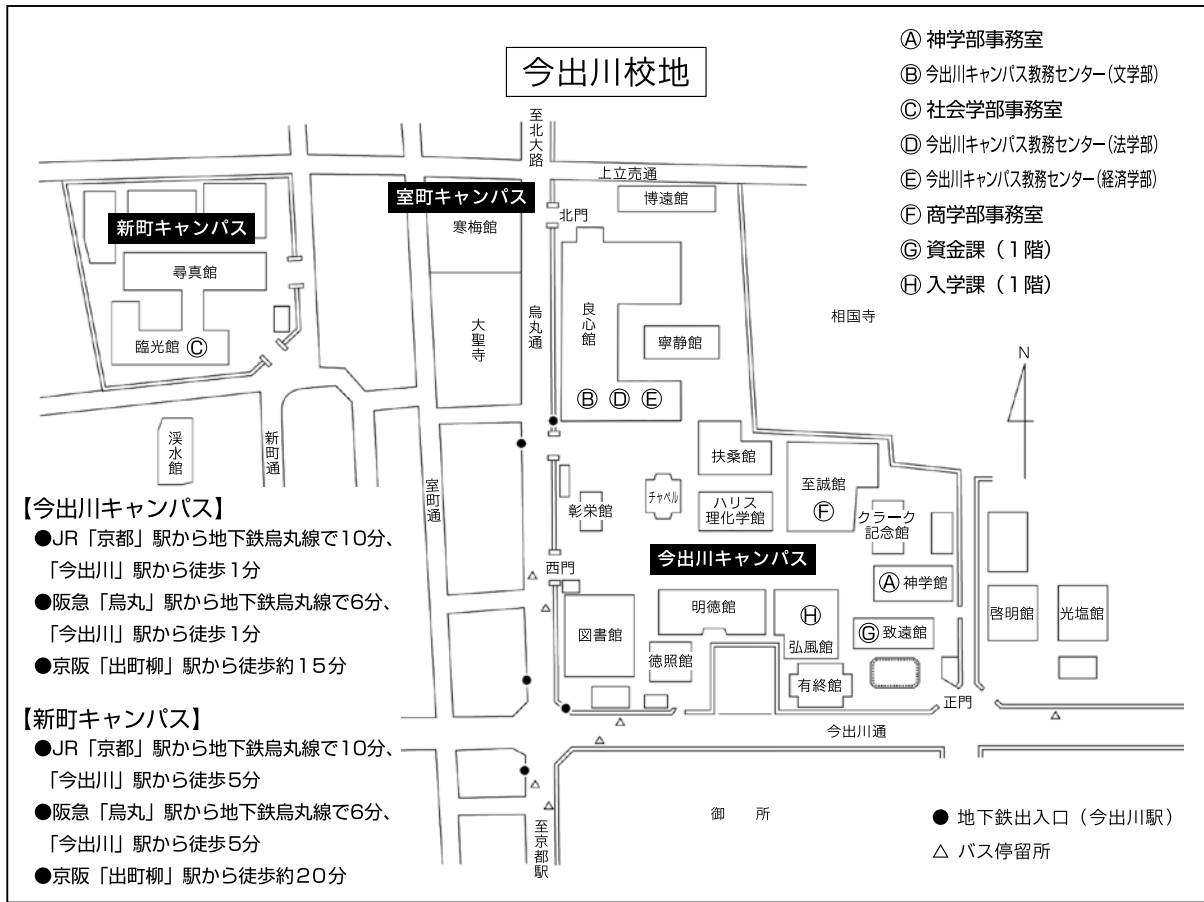 今出川校地
Ⓐ 神学部事務室
Ⓑ 今出川キャンパス教務センター(文学部)
Ⓒ 社会学部事務室
Ⓓ 今出川キャンパス教務センター(法学部)
Ⓔ 今出川キャンパス教務センター(経済学部)
Ⓕ 商学部事務室
Ⓖ 資金課（1階）
Ⓗ 入学課（1階）
至北大路
上立売通
室町キャンパス
博遠館
北門
新町キャンパス
寒梅館
尋真館
良心館
烏丸通
大聖寺
相国寺
寧静館
臨光館 Ⓒ
N
Ⓑ Ⓓ Ⓔ
渓水館
新町通
室町通
扶桑館
至誠館
Ⓕ
チャペル
ハリス
理化学館
彰栄館
クラーク
記念館
今出川キャンパス
西門
Ⓐ 神学館
明徳館
Ⓗ
弘風館
図書館
啓明館
光塩館
Ⓖ 致遠館
徳照館
有終館
正門
今出川通
御 所
至京都駅
【今出川キャンパス】
●JR「京都」駅から地下鉄烏丸線で10分、
「今出川」駅から徒歩1分
●阪急「烏丸」駅から地下鉄烏丸線で6分、
「今出川」駅から徒歩1分
●京阪「出町柳」駅から徒歩約15分
【新町キャンパス】
●JR「京都」駅から地下鉄烏丸線で10分、
「今出川」駅から徒歩5分
●阪急「烏丸」駅から地下鉄烏丸線で6分、
「今出川」駅から徒歩5分
●京阪「出町柳」駅から徒歩約20分
● 地下鉄出入口（今出川駅）
△ バス停留所